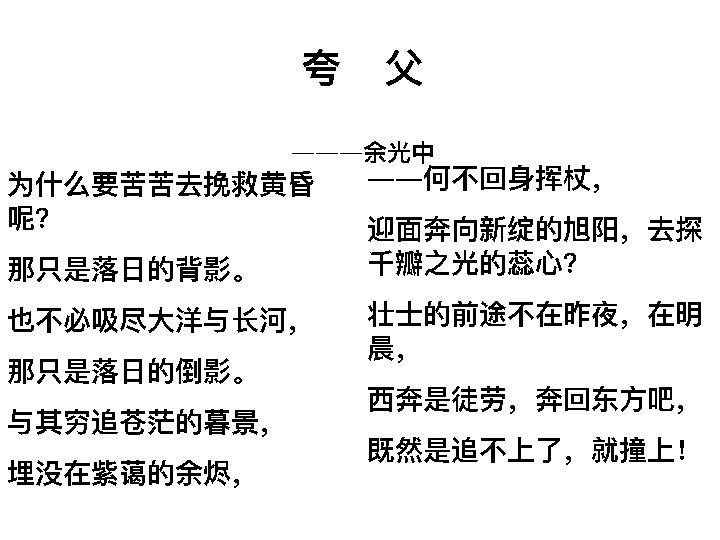 夸 父
———余光中
为什么要苦苦去挽救黄昏
呢？
那只是落日的背影。
也不必吸尽大洋与长河，
那只是落日的倒影。
与其穷追苍茫的暮景，
埋没在紫蔼的余烬，
——何不回身挥杖，
迎面奔向新绽的旭阳，去探
千瓣之光的蕊心？
壮士的前途不在昨夜，在明
晨，
西奔是徒劳，奔回东方吧，
既然是追不上了，就撞上！